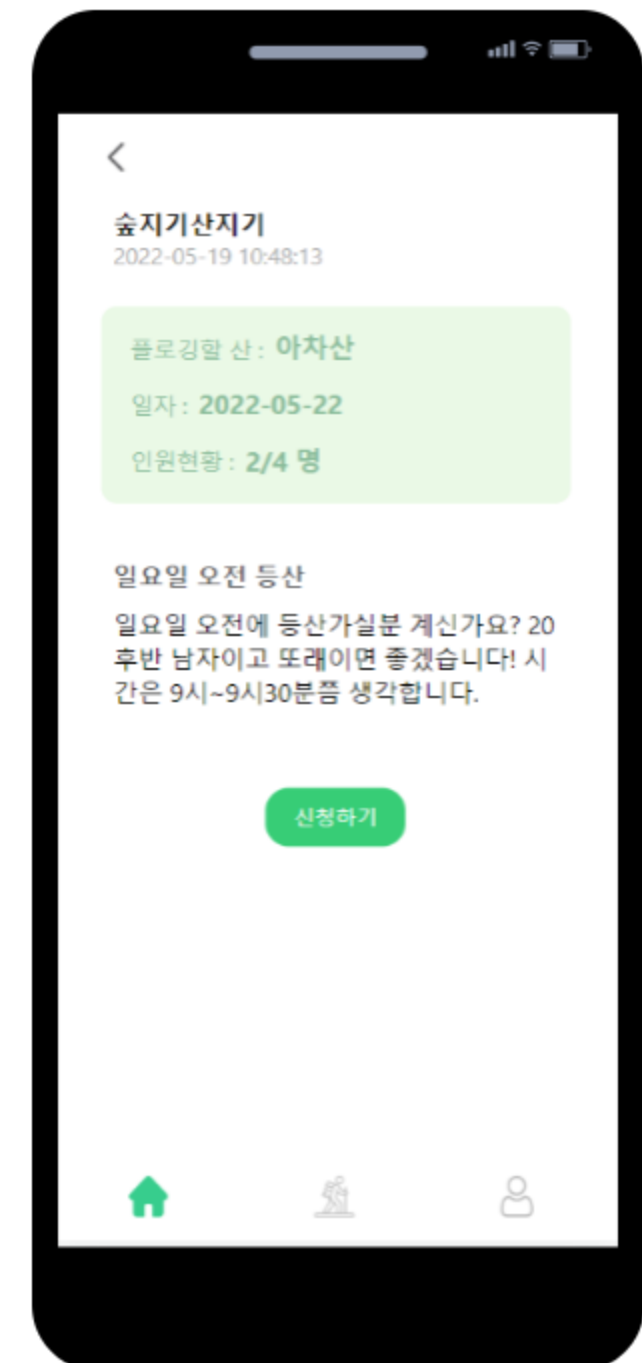 숲지기산지기
2022-05-19 10:48:13
플로깅할 산 : 아차산
일자 : 2022-05-22
인원현황 : 2/4 명
일요일 오전 등산
일요일 오전에 등산가실분 계신가요? 20
후반 남자이고 또래이면 좋겠습니다! 시
간은 9시~9시30분쯤 생각합니다.
신청하기